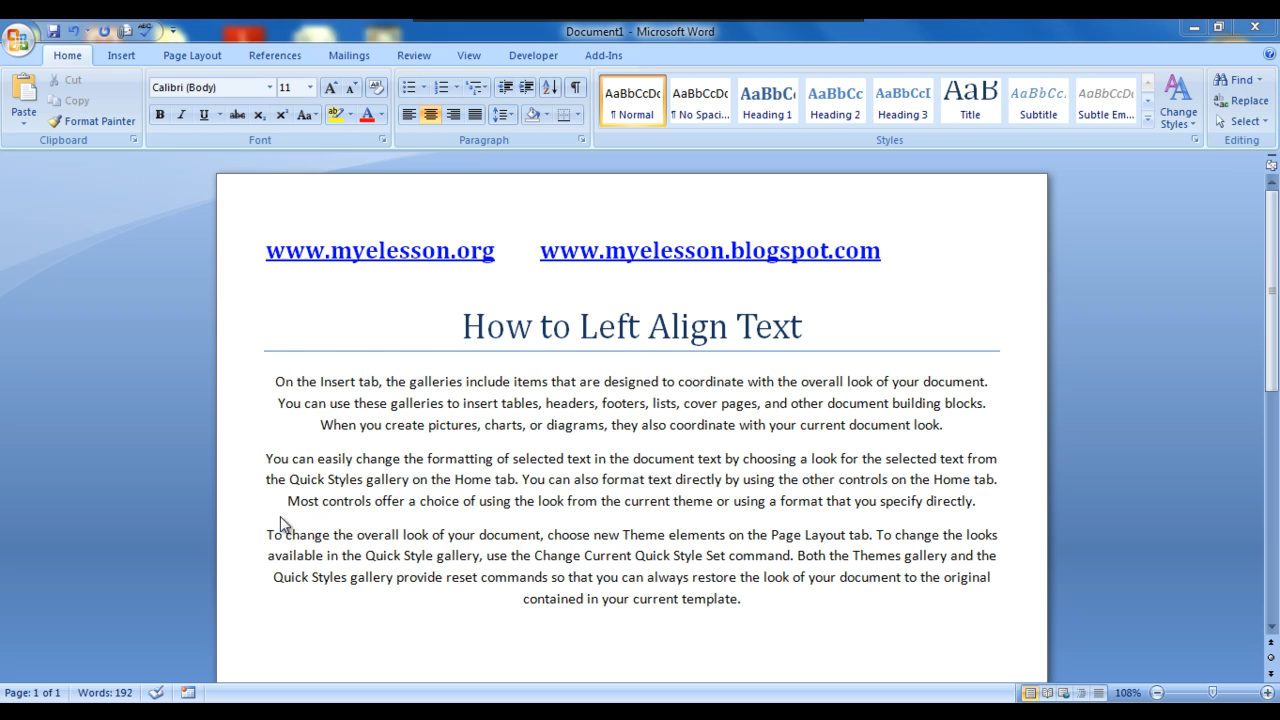 Document1 - Microsoft Word
Home Insert Page Layout References Mailings Review View Developer Add-Ins
Paste
Cut
Copy
Format Painter
Clipboard
Calibri (Body) 11
Font
Paragraph
AaBbCcDc AaBbCcDc AaBbC AaBbCc AaBbCcI AaB AaBbCc. AaBbCcDc
¶ Normal ¶ No Spaci... Heading 1 Heading 2 Heading 3 Title Subtitle Subtle Em...
Change
Styles
Styles
Find
Replace
Select
Editing
www.myelesson.org www.myelesson.blogspot.com
How to Left Align Text
On the Insert tab, the galleries include items that are designed to coordinate with the overall look of your document.
You can use these galleries to insert tables, headers, footers, lists, cover pages, and other document building blocks.
When you create pictures, charts, or diagrams, they also coordinate with your current document look.
You can easily change the formatting of selected text in the document text by choosing a look for the selected text from
the Quick Styles gallery on the Home tab. You can also format text directly by using the other controls on the Home tab.
Most controls offer a choice of using the look from the current theme or using a format that you specify directly.
To change the overall look of your document, choose new Theme elements on the Page Layout tab. To change the looks
available in the Quick Style gallery, use the Change Current Quick Style Set command. Both the Themes gallery and the
Quick Styles gallery provide reset commands so that you can always restore the look of your document to the original
contained in your current template.
Page: 1 of 1 Words: 192 108%